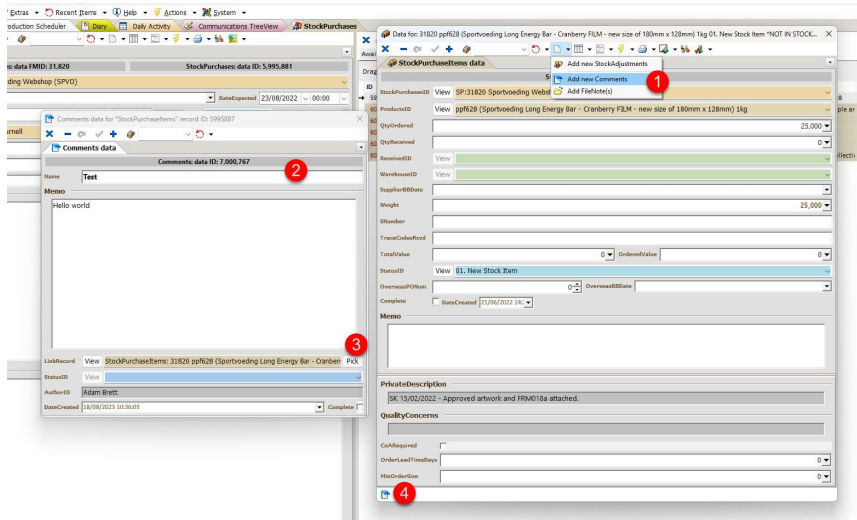 Extras Recent Items Help Actions System
roduction Scheduler Diary Daily Activity Communications TreeView StockPurchases
es: data FMID: 31,820 StockPurchases: data ID: 5,995,881
ding Webshop (SPVO)
DateExpected 23/08/2022 00:00
urnell
Drag
ID
Comments data for "StockPurchaseItems" record ID: 5995887
Comments data
Comments: data ID: 7,000,767
2
Name Test
Memo
Hello world
3
LinkRecord View StockPurchaseItems: 31820 ppf628 (Sportvoeding Long Energy Bar - Cranberr Pick
StatusID View
AuthorID Adam Brett
DateCreated 18/08/2023 10:36:03 Complete
Data for: 31820 ppf628 (Sportvoeding Long Energy Bar - Cranberry FILM - new size of 180mm x 128mm) 1kg 01. New Stock Item *NOT IN STOCK...
StockPurchaseItems data
Add new StockAdjustments
Add new Comments
Add FileNote(s)
1
StockPurchasesID View SP:31820 Sportvoeding Websh
ProductsID View ppf628 (Sportvoeding Long Energy Bar - Cranberry FILM - new size of 180mm x 128mm) 1kg
QtyOrdered 25,000
QtyReceived 0
ReceivedID View
WarehouseID View
SupplierBBDate
Weight 25,000
SNumber
TraceCodesRcvd
TotalValue 0 OrderedValue 0
StatusID View 01. New Stock Item
OverseasPONum 0 OverseasBBDate
Complete DateCreated 21/06/2022 14:
Memo
PrivateDescription
SK 15/02/2022 - Approved artwork and FRM018a attached.
QualityConcerns
CoARequired
OrderLeadTimeDays 0
MinOrderSize 0
4